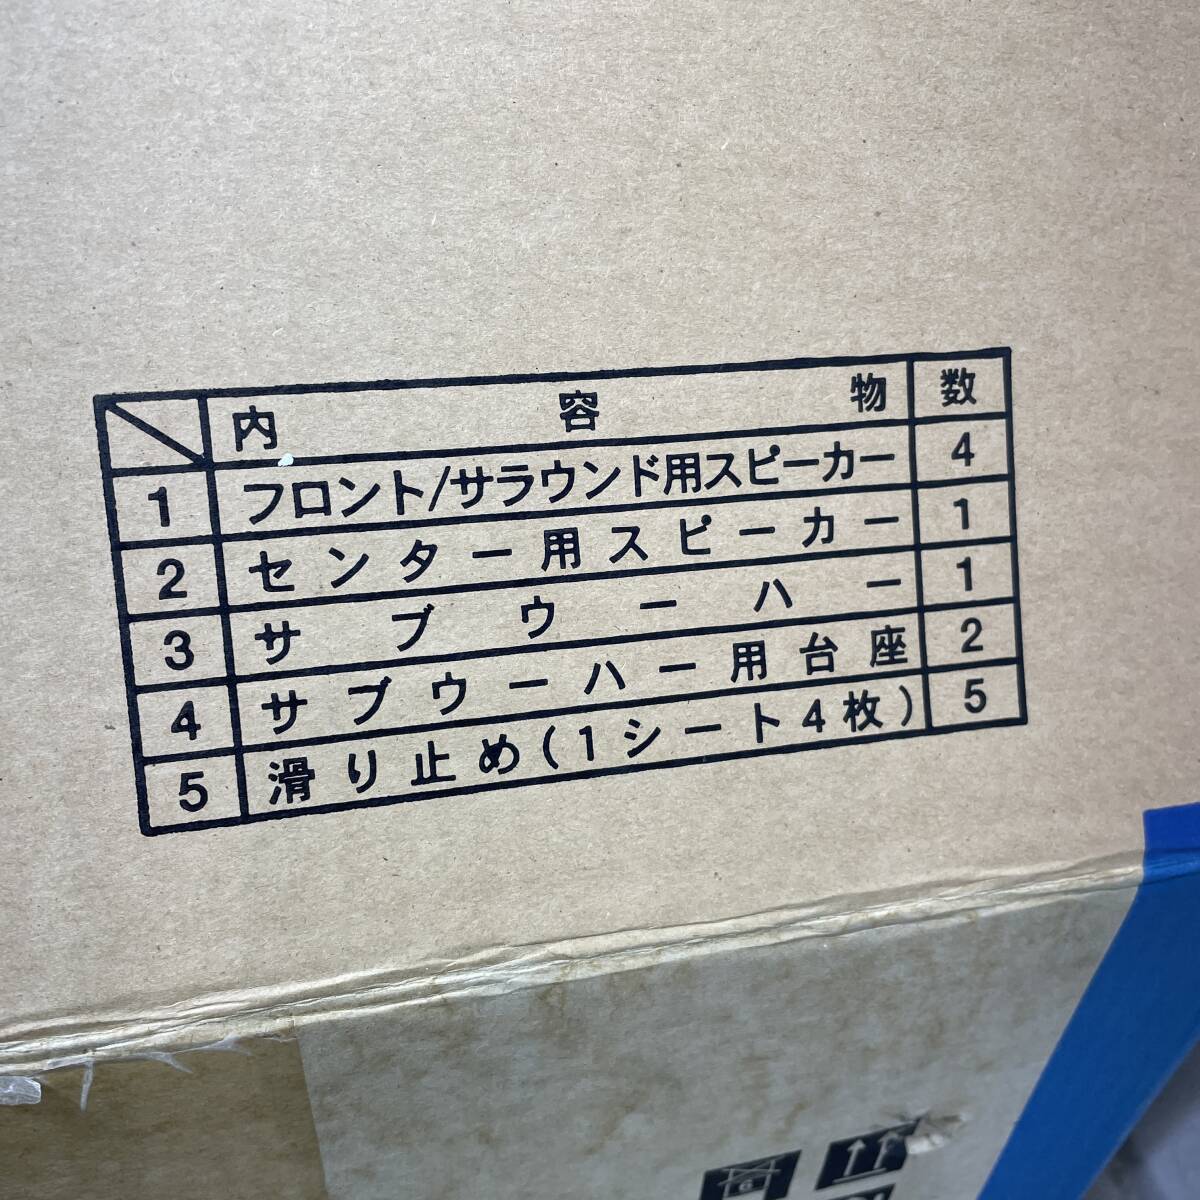 内容物 数
1 フロント/サラウンド用スピーカー 4
2 センター用スピーカー 1
3 サブウーハー 1
4 サブウーハー用台座 2
5 滑り止め(1シート4枚) 5
6